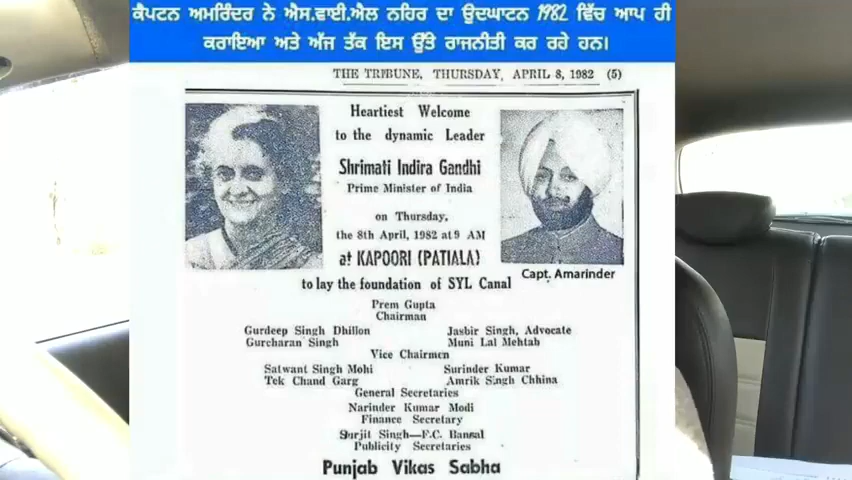 ਕੈਪਟਨ ਅਮਰਿੰਦਰ ਨੇ ਐਸ.ਵਾਈ.ਐਲ ਨਹਿਰ ਦਾ ਉਦਘਾਟਨ 1982 ਵਿੱਚ ਆਪ ਹੀ
ਕਰਾਇਆ ਅਤੇ ਅੱਜ ਤੱਕ ਇਸ ਉੱਤੇ ਰਾਜਨੀਤੀ ਕਰ ਰਹੇ ਹਨ।
THE TRIBUNE, THURSDAY, APRIL 8, 1982 (5)
Heartiest Welcome
to the dynamic Leader
Shrimati Indira Gandhi
Prime Minister of India
on Thursday,
the 8th April, 1982 at 9 AM
at KAPOORI (PATIALA)
Capt. Amarinder
to lay the foundation of SYL Canal
Prem Gupta
Chairman
Gurdeep Singh Dhillon Jasbir Singh, Advocate
Gurcharan Singh Muni Lal Mehtab
Vice Chairmen
Satwant Singh Mohi Surinder Kumar
Tek Chand Garg Amrik Singh Chhina
General Secretaries
Narinder Kumar Modi
Finance Secretary
Surjit Singh—F.C. Bansal
Publicity Secretaries
Punjab Vikas Sabha